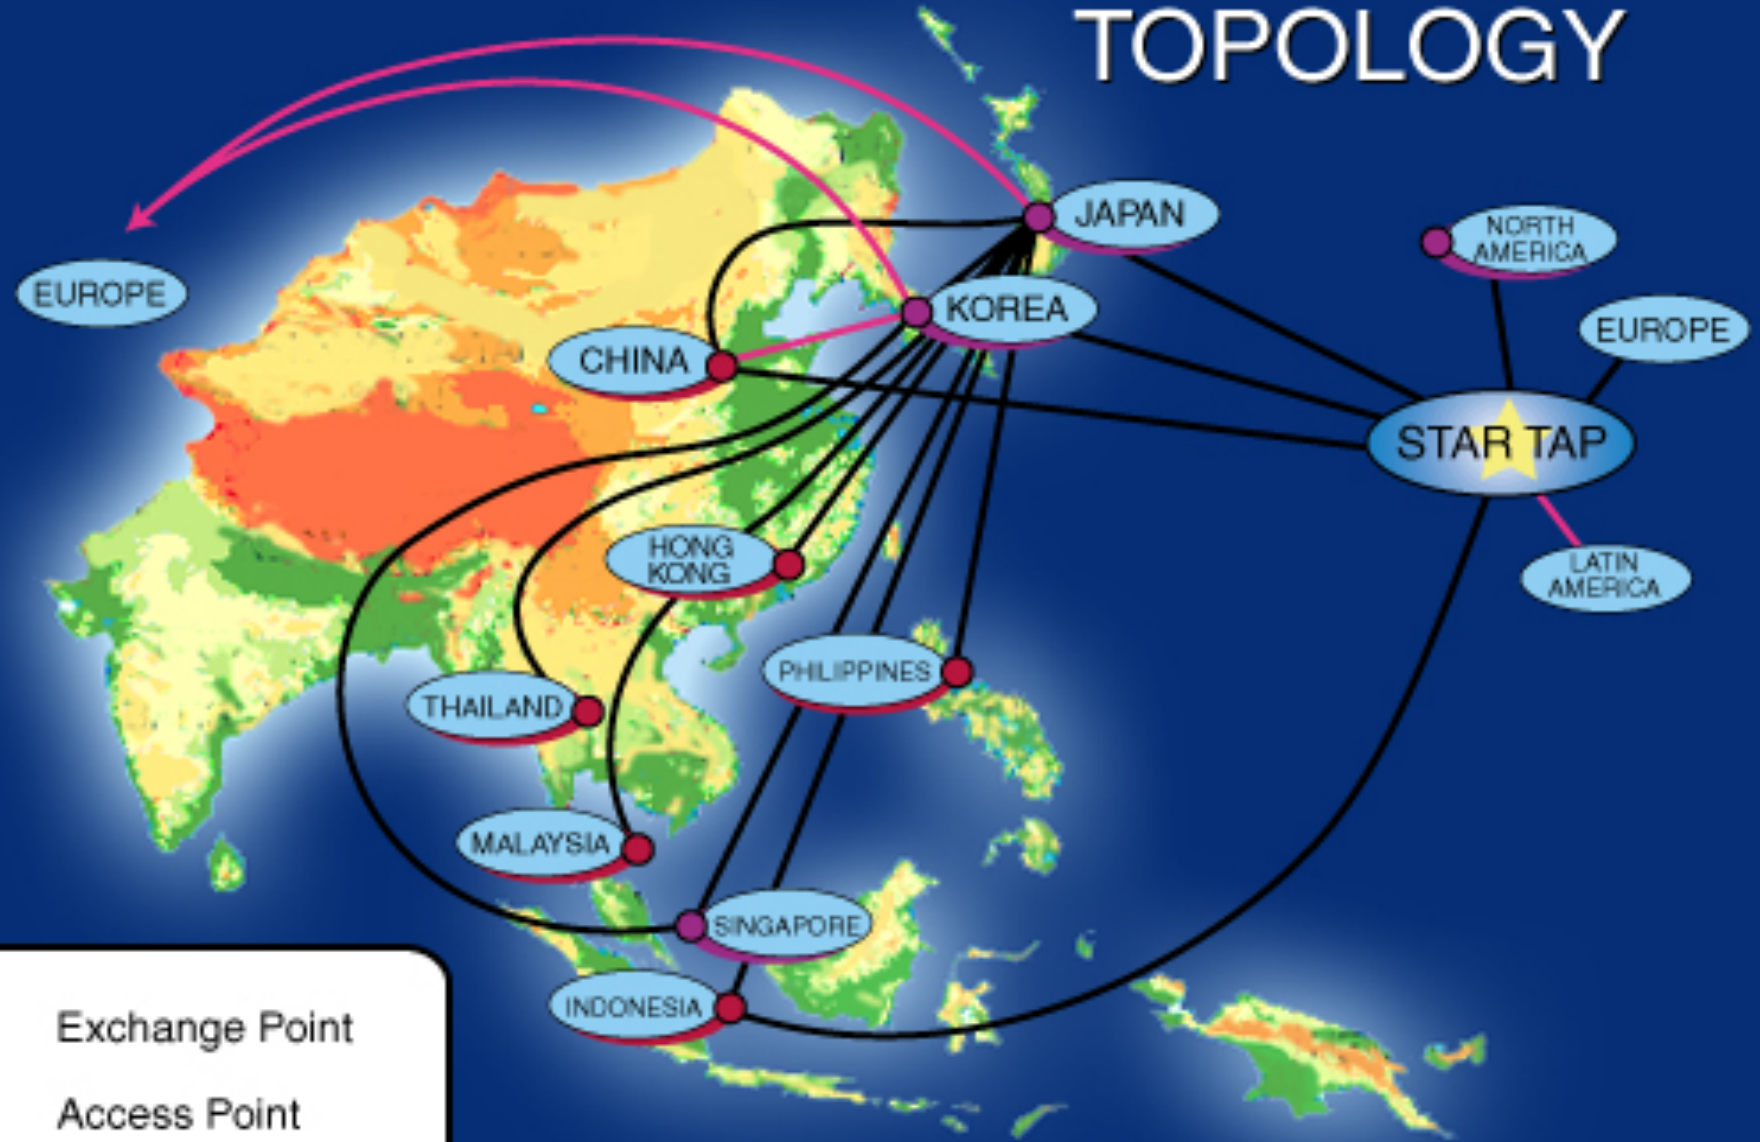 TOPOLOGY
JAPAN
NORTH
AMERICA
EUROPE
KOREA
EUROPE
CHINA
STAR TAP
HONG
KONG
LATIN
AMERICA
PHILIPPINES
THAILAND
MALAYSIA
SINGAPORE
INDONESIA
Exchange Point
Access Point